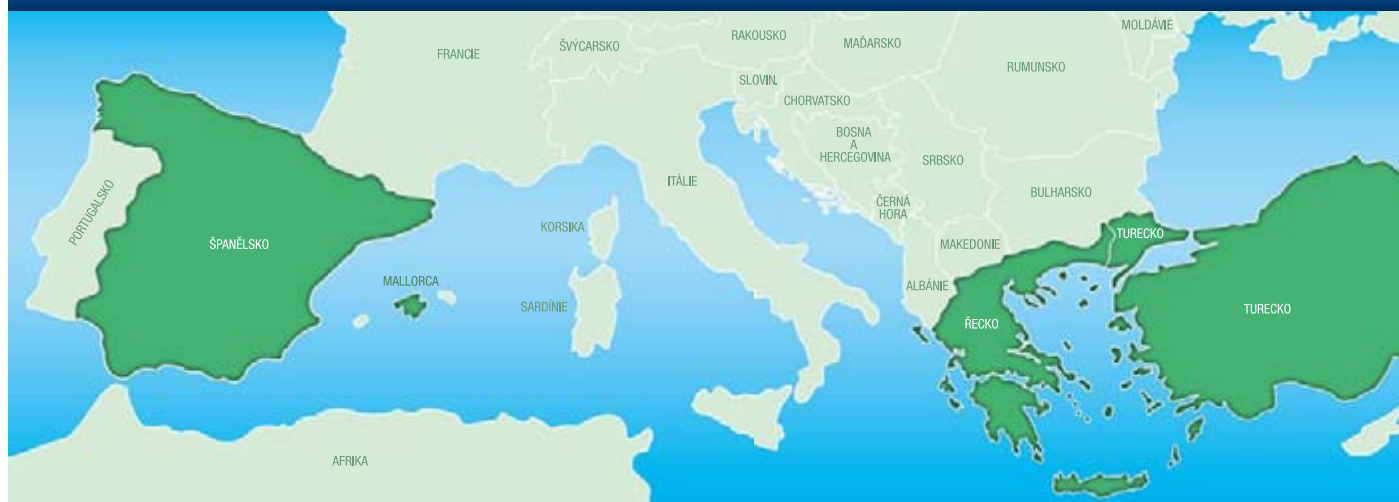 MOLDÁVIE
RAKOUSKO
MAĎARSKO
ŠVÝCARSKO
FRANCIE
RUMUNSKO
SLOVIN.
CHORVATSKO
BOSNA
A
HERCEGOVINA
SRBSKO
ITÁLIE
BULHARSKO
PORTUGALSKO
ČERNÁ
HORA
KORSIKA
TURECKO
ŠPANĚLSKO
MAKEDONIE
MALLORCA
ALBÁNIE
SARDÍNIE
TURECKO
ŘECKO
AFRIKA